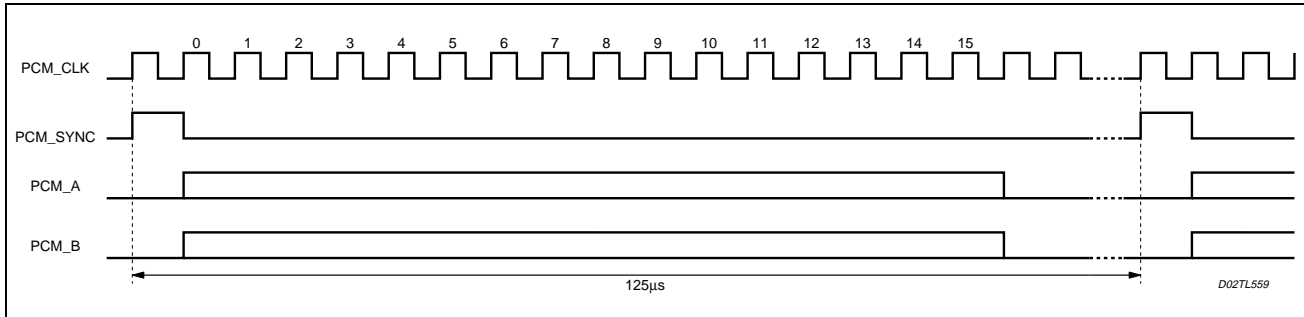 0 1 2 3 4 5 6 7 8 9 10 11 12 13 14 15
PCM_CLK
PCM_SYNC
PCM_A
PCM_B
125µs
D02TL559